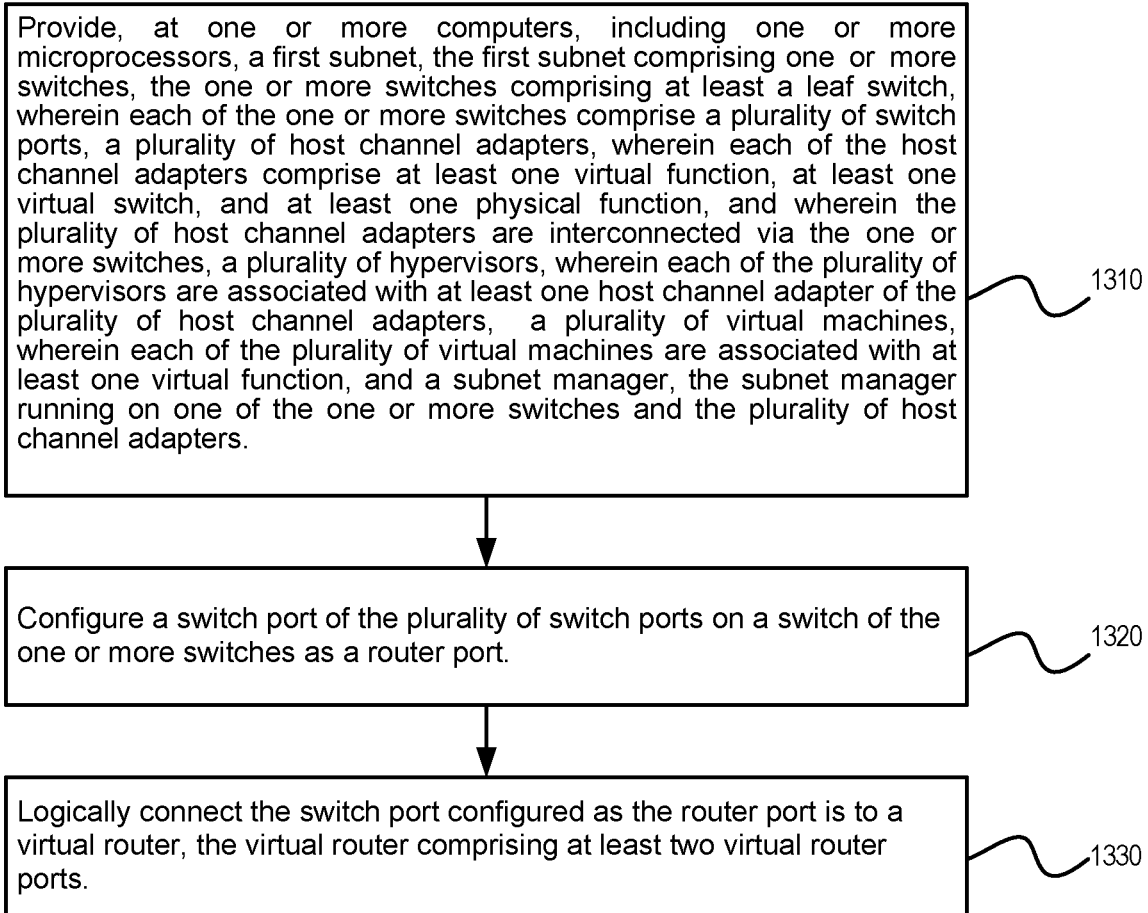 Provide, at one or more computers, including one or more
microprocessors, a first subnet, the first subnet comprising one or more
switches, the one or more switches comprising at least a leaf switch,
wherein each of the one or more switches comprise a plurality of switch
ports, a plurality of host channel adapters, wherein each of the host
channel adapters comprise at least one virtual function, at least one
virtual switch, and at least one physical function, and wherein the
plurality of host channel adapters are interconnected via the one or
more switches, a plurality of hypervisors, wherein each of the plurality of
hypervisors are associated with at least one host channel adapter of the
plurality of host channel adapters, a plurality of virtual machines,
wherein each of the plurality of virtual machines are associated with at
least one virtual function, and a subnet manager, the subnet manager
running on one of the one or more switches and the plurality of host
channel adapters.
1310
Configure a switch port of the plurality of switch ports on a switch of the
one or more switches as a router port.
1320
Logically connect the switch port configured as the router port is to a
virtual router, the virtual router comprising at least two virtual router
ports.
1330